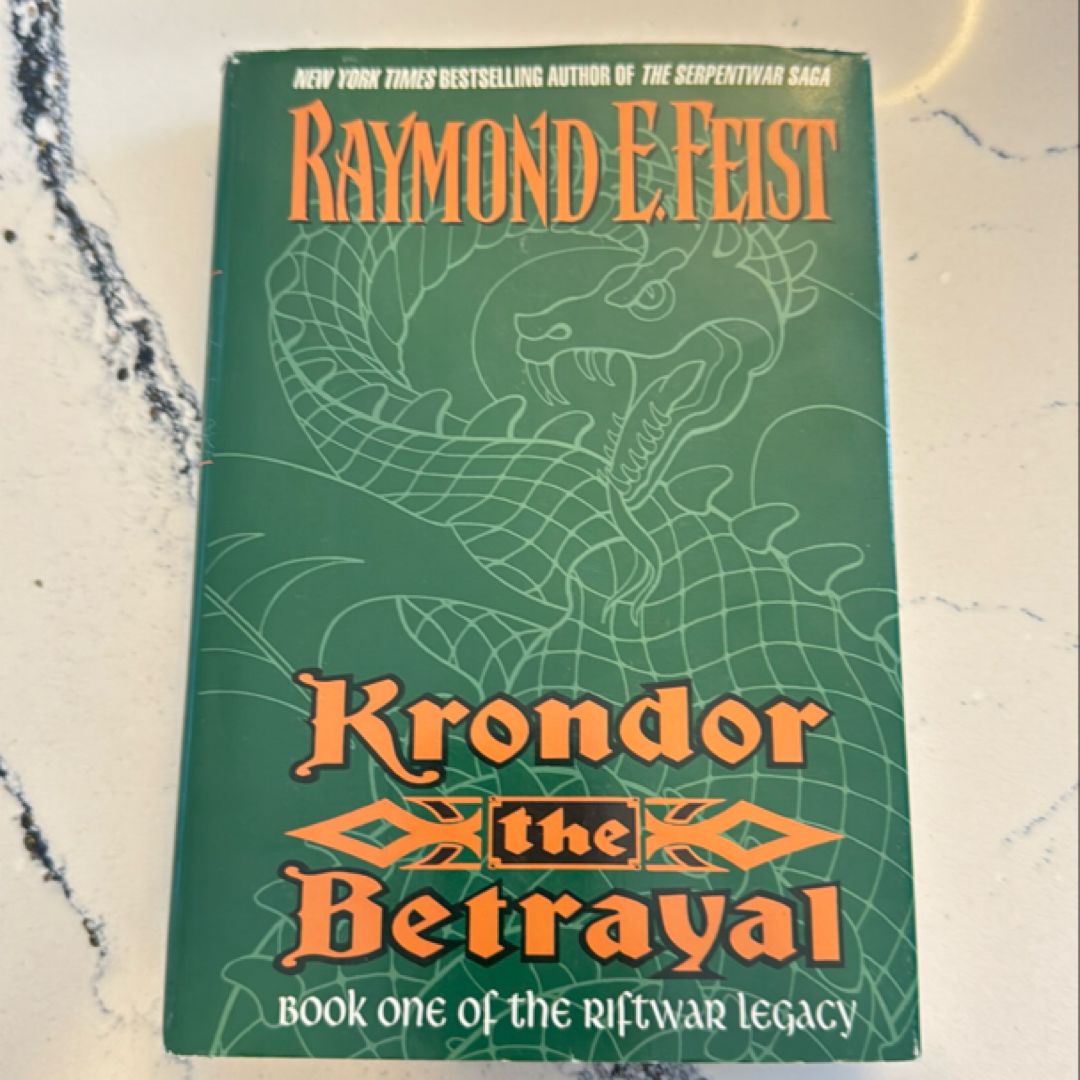 NEW YORK TIMES BESTSELLING AUTHOR OF THE SERPENTWAR SAGA
RAYMOND E. FEIST
Krondor
the
Betrayal
Book one of the Riftwar Legacy